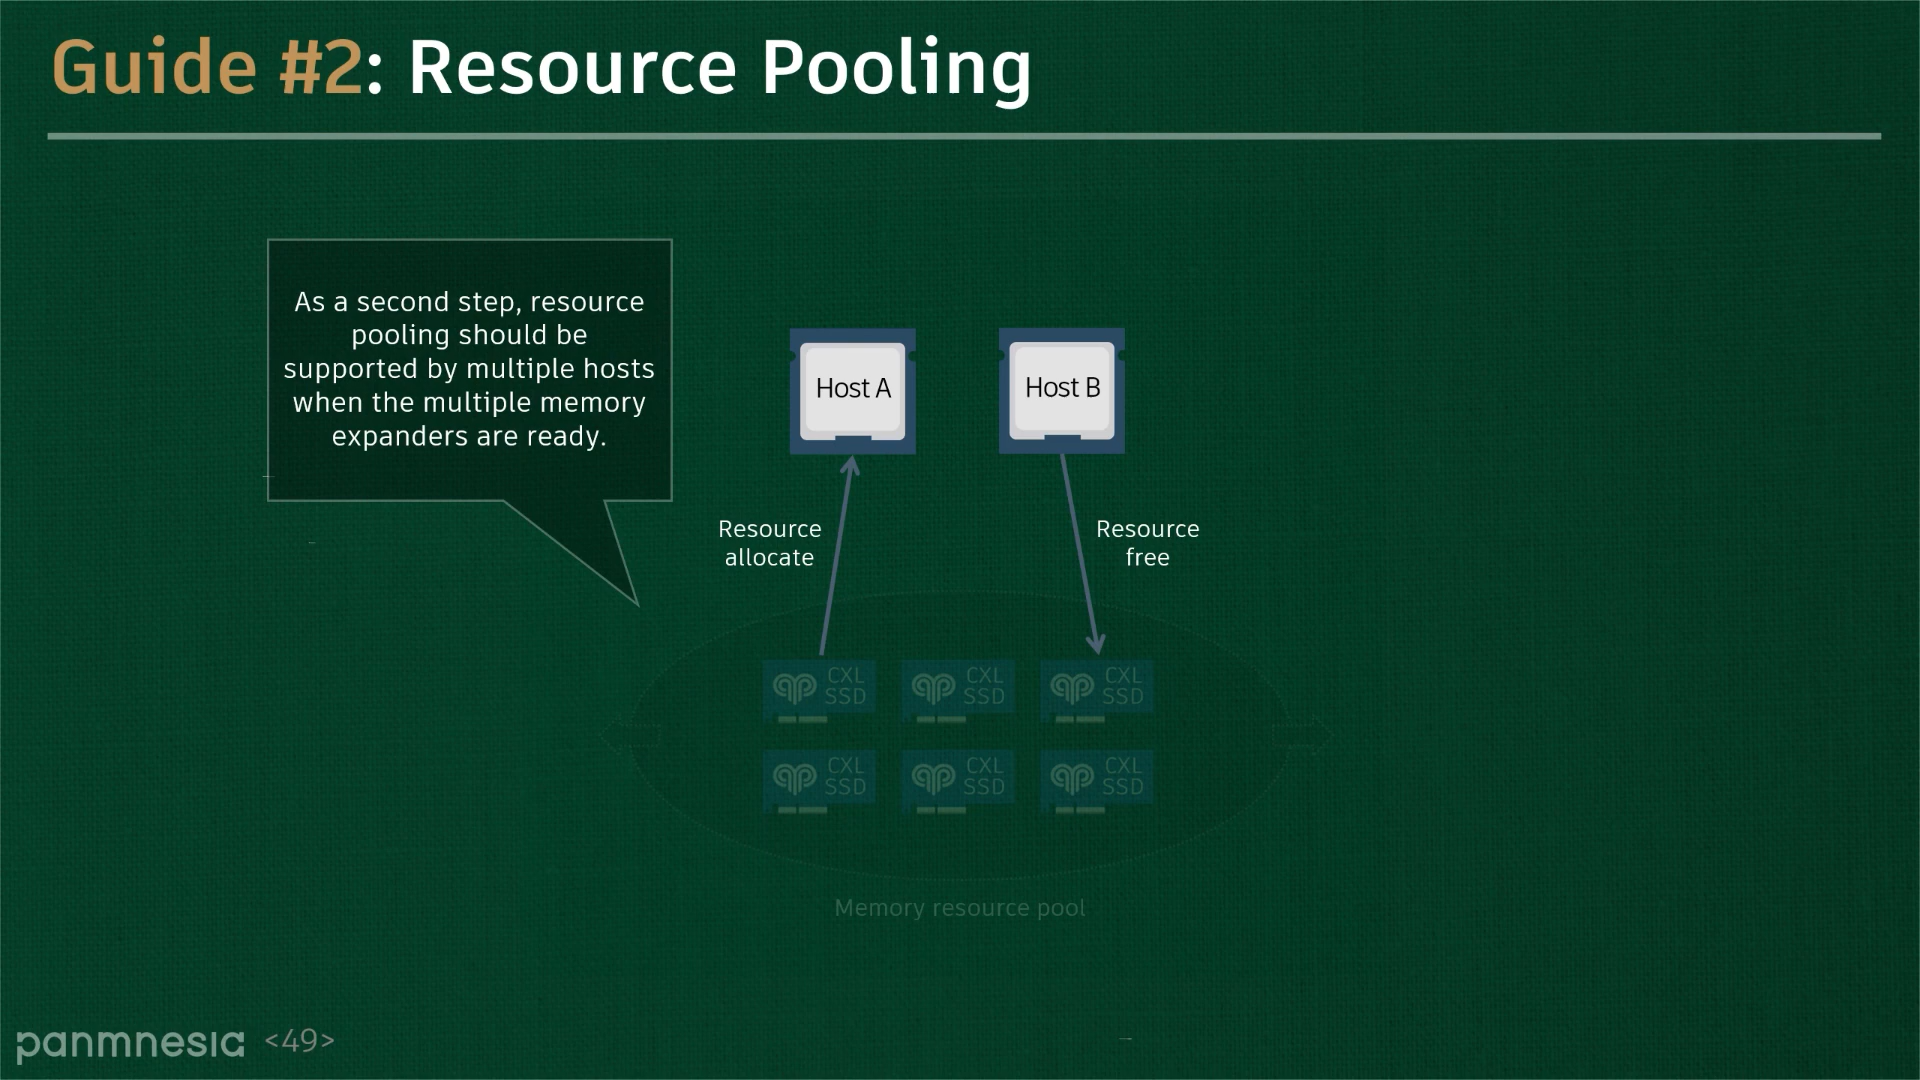 Guide #2: Resource Pooling
As a second step, resource
pooling should be
supported by multiple hosts
when the multiple memory
expanders are ready.
Host A
Host B
Resource
allocate
Resource
free
CXL
SSD
CXL
SSD
CXL
SSD
CXL
SSD
CXL
SSD
CXL
SSD
Memory resource pool
panmnesia <49>